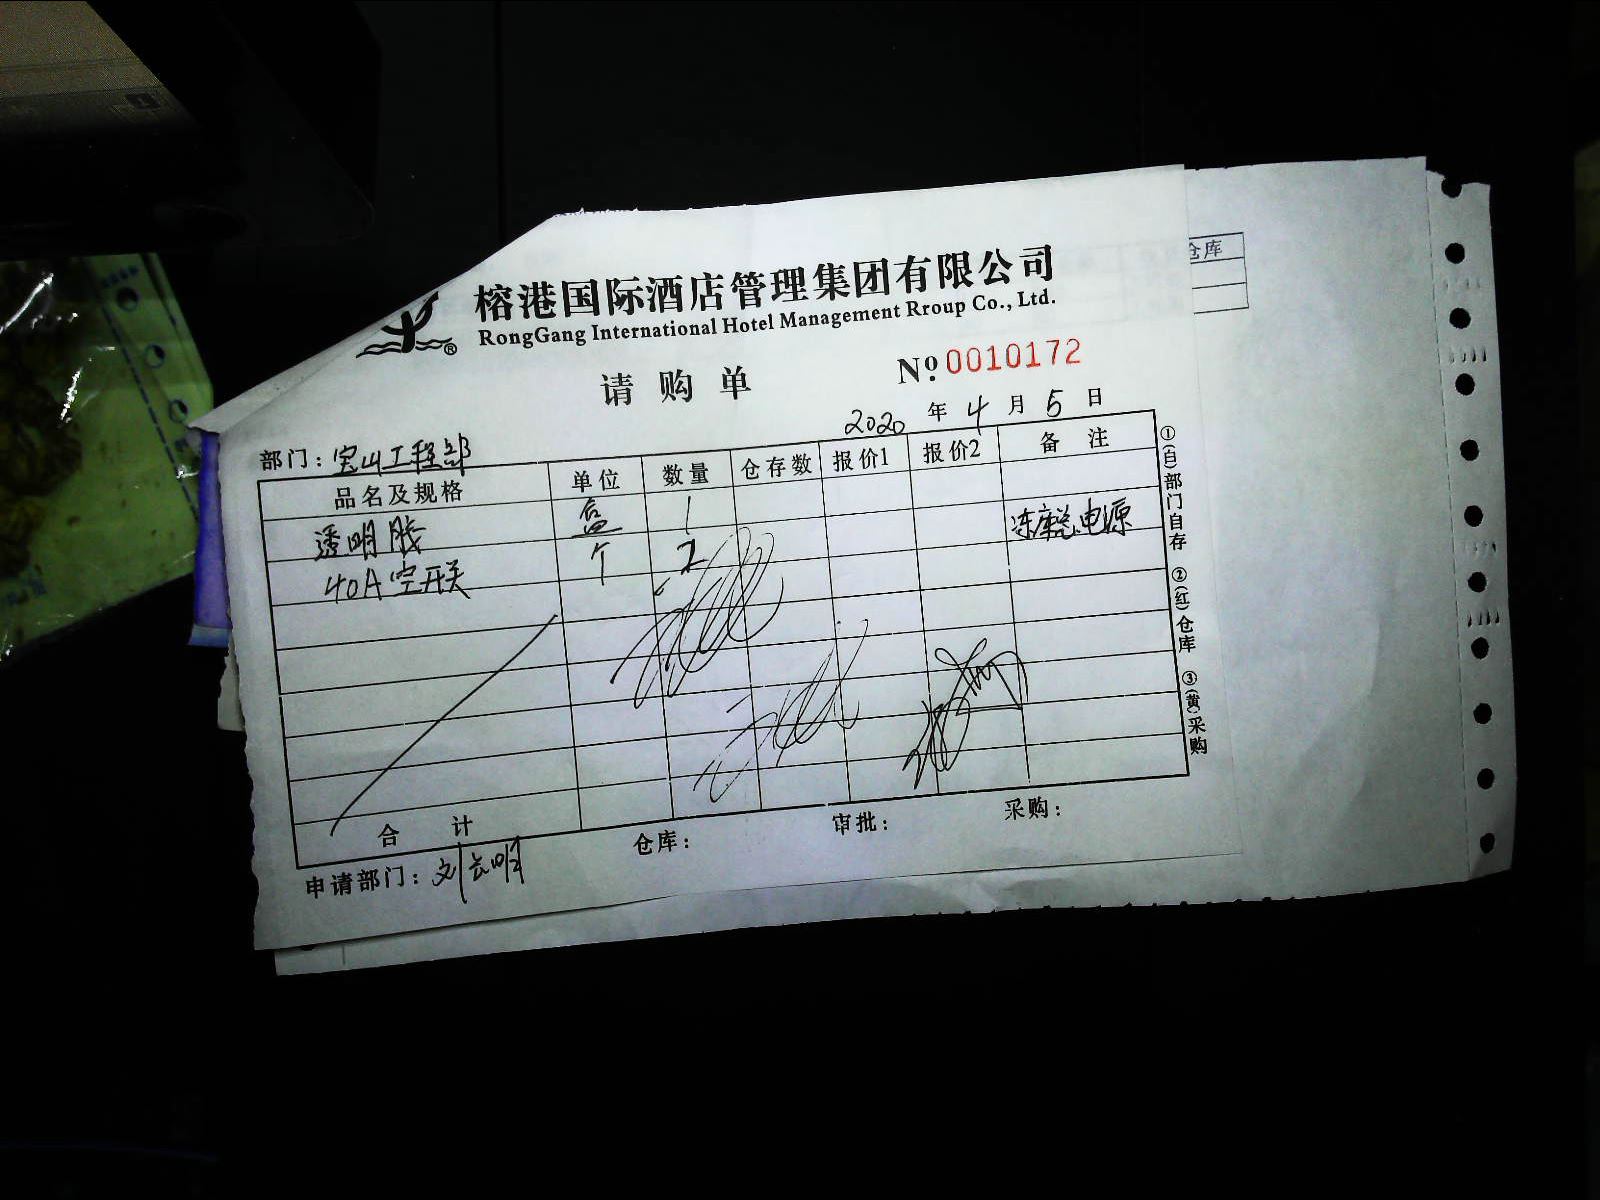 榕港国际酒店管理集团有限公司
®
RongGang International Hotel Management Rroup Co., Ltd.
仓库
请购单
Nº 0010172
2020 年 4 月 5 日
部门：宝山工程部
品名及规格 单位 数量 仓存数 报价1 报价2 备注
透明胶 盒 1
40A空开关 个 2 冻库总电源
合计
申请部门：刘长明 仓库： 审批： 采购：
①(白)部门自存 ②(红)仓库 ③(黄)采购